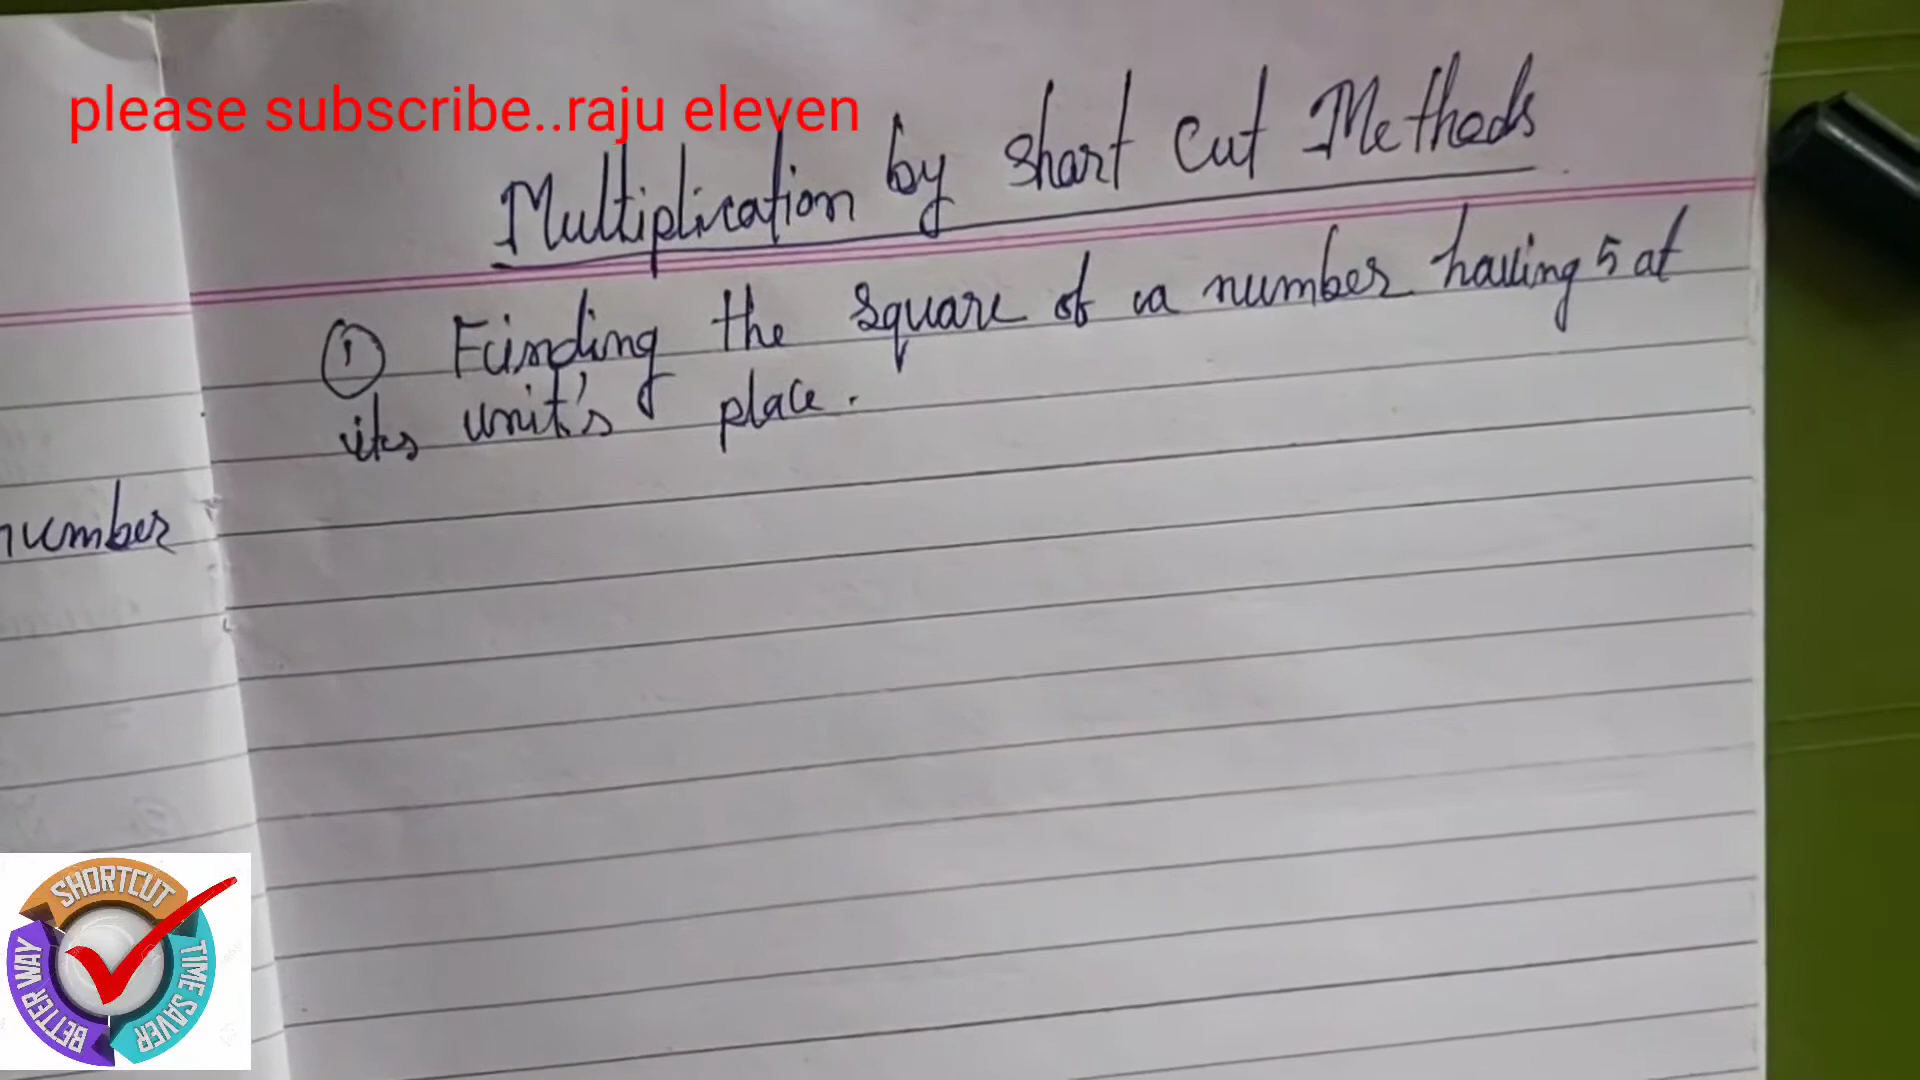 please subscribe..raju eleven
Multiplication by short cut Methods
① Finding the square of a number having 5 at
its unit's place.
number
SHORTCUT
BETTER WAY
TIME SAVER